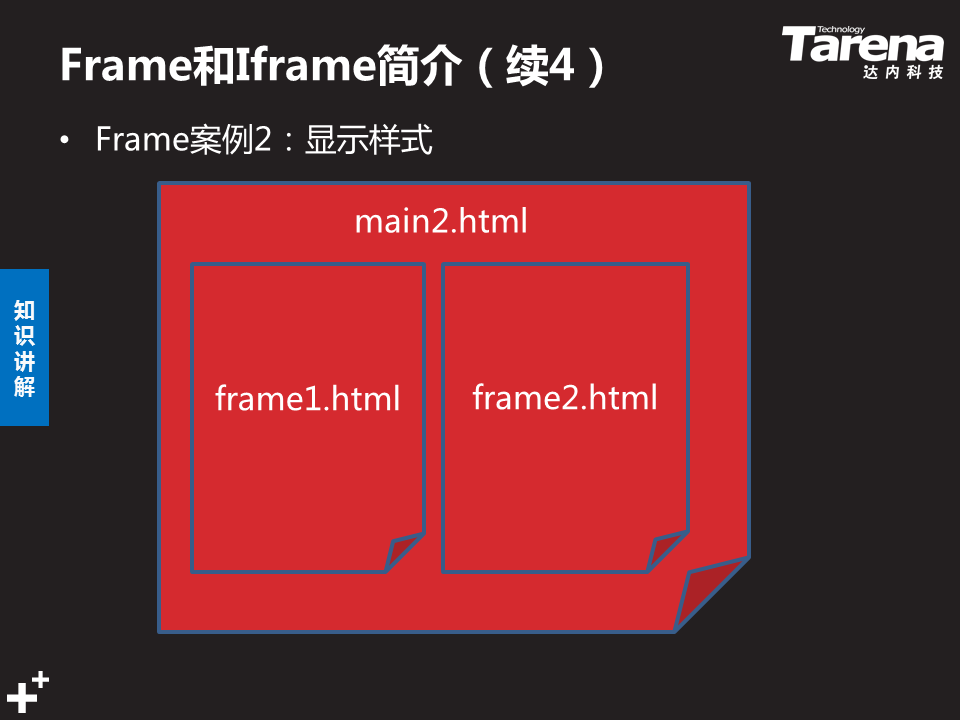 Frame和Iframe简介（续4）
Technology
Tarena
达内科技
• Frame案例2：显示样式
main2.html
知识讲解
frame1.html
frame2.html